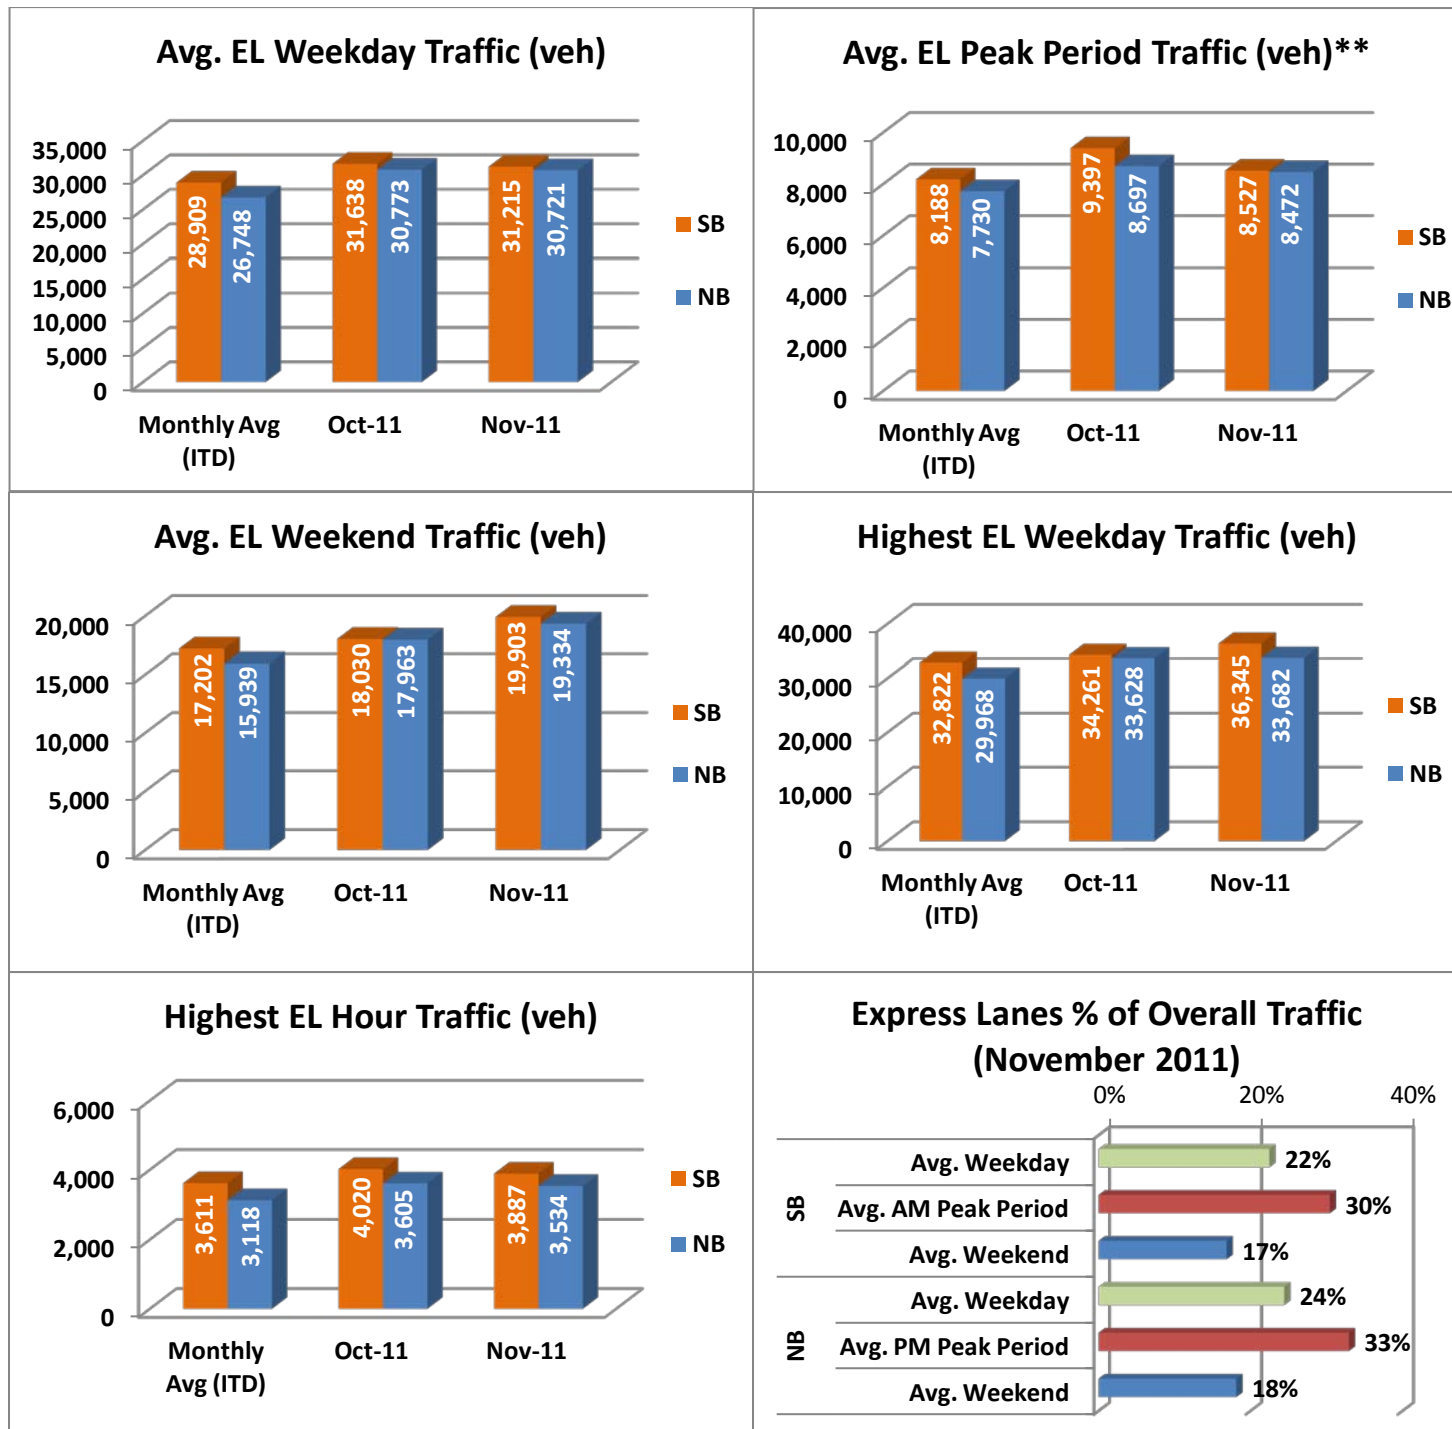 Avg. EL Weekday Traffic (veh)
35,000
30,000
25,000
20,000
15,000
10,000
5,000
0
28,909
26,748
31,638
30,773
31,215
30,721
SB
NB
Monthly Avg
(ITD)
Oct-11
Nov-11
Avg. EL Peak Period Traffic (veh)**
10,000
8,000
6,000
4,000
2,000
0
8,188
7,730
9,397
8,697
8,527
8,472
SB
NB
Monthly Avg
(ITD)
Oct-11
Nov-11
Avg. EL Weekend Traffic (veh)
20,000
15,000
10,000
5,000
0
17,202
15,939
18,030
17,963
19,903
19,334
SB
NB
Monthly Avg
(ITD)
Oct-11
Nov-11
Highest EL Weekday Traffic (veh)
40,000
30,000
20,000
10,000
0
32,822
29,968
34,261
33,628
36,345
33,682
SB
NB
Monthly Avg
(ITD)
Oct-11
Nov-11
Highest EL Hour Traffic (veh)
6,000
4,000
2,000
0
3,611
3,118
4,020
3,605
3,887
3,534
SB
NB
Monthly
Avg (ITD)
Oct-11
Nov-11
Express Lanes % of Overall Traffic
(November 2011)
0% 20% 40%
SB
Avg. Weekday 22%
Avg. AM Peak Period 30%
Avg. Weekend 17%
NB
Avg. Weekday 24%
Avg. PM Peak Period 33%
Avg. Weekend 18%